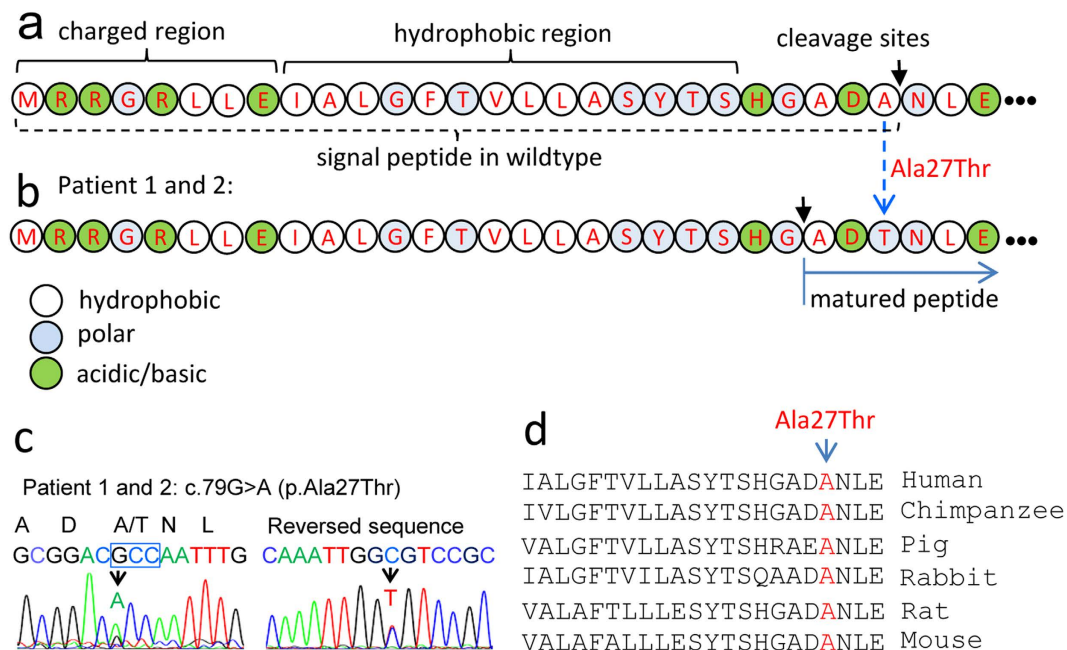 a
charged region
hydrophobic region
cleavage sites
M R R G R L L E I A L G F T V L L A S Y T S H G A D A N L E •••
signal peptide in wildtype
Ala27Thr
b
Patient 1 and 2:
M R R G R L L E I A L G F T V L L A S Y T S H G A D T N L E •••
matured peptide
hydrophobic
polar
acidic/basic
c
Patient 1 and 2: c.79G>A (p.Ala27Thr)
A D A/T N L
GCGGACGCCAATTTG
A
Reversed sequence
CAAATTGGCGTCCGC
T
d
Ala27Thr
IALGFTVLLASYTSHGADANLE Human
IVLGFTVLLASYTSHGADANLE Chimpanzee
VALGFTVLLASYTSHRAEANLE Pig
IALGFTVILASYTSQAADANLE Rabbit
VALAFTLLLESYTSHGADANLE Rat
VALAFALLLESYTSHGADANLE Mouse